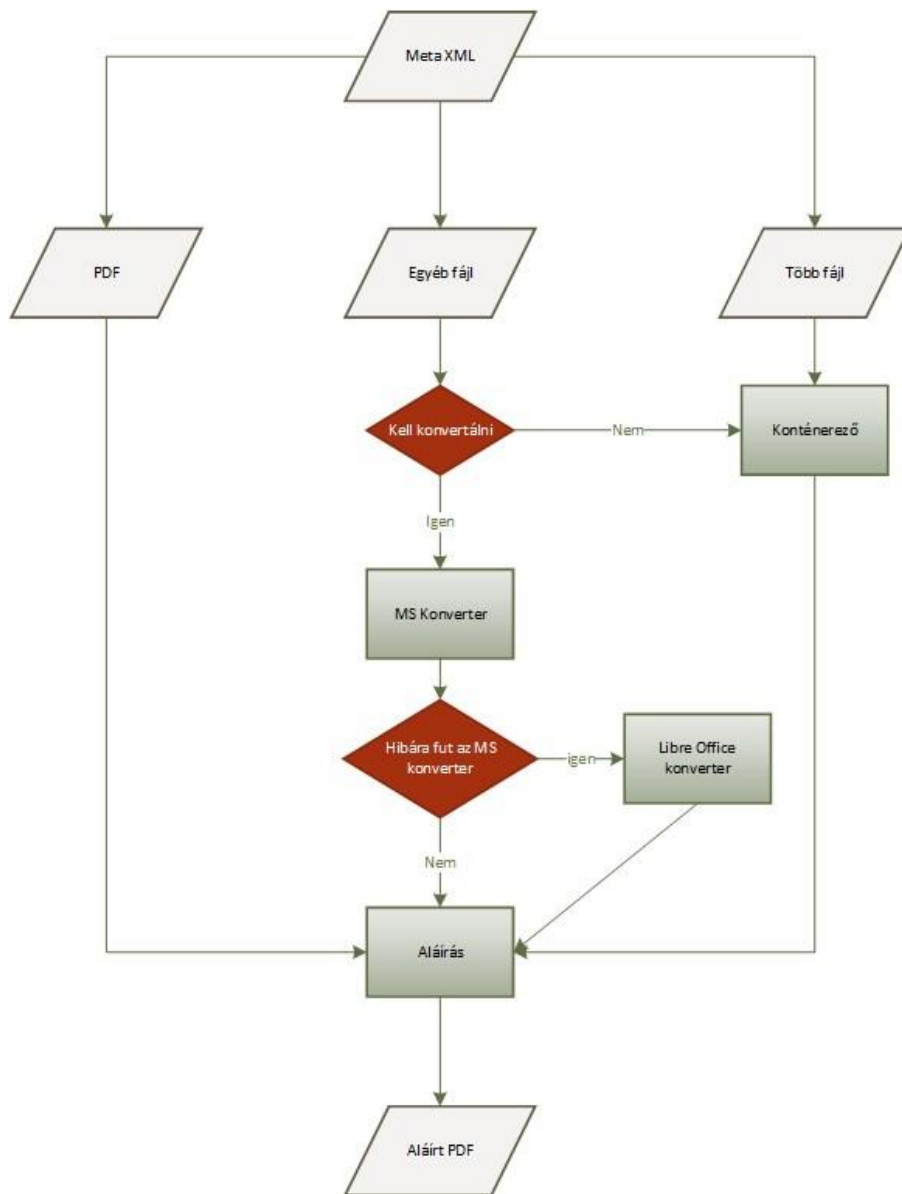 Meta XML
PDF
Egyéb fájl
Több fájl
Kell konvertálni
Nem
Konténerező
Igen
MS Konverter
Hibára fut az MS
konverter
igen
Libre Office
konverter
Nem
Aláírás
Aláírt PDF